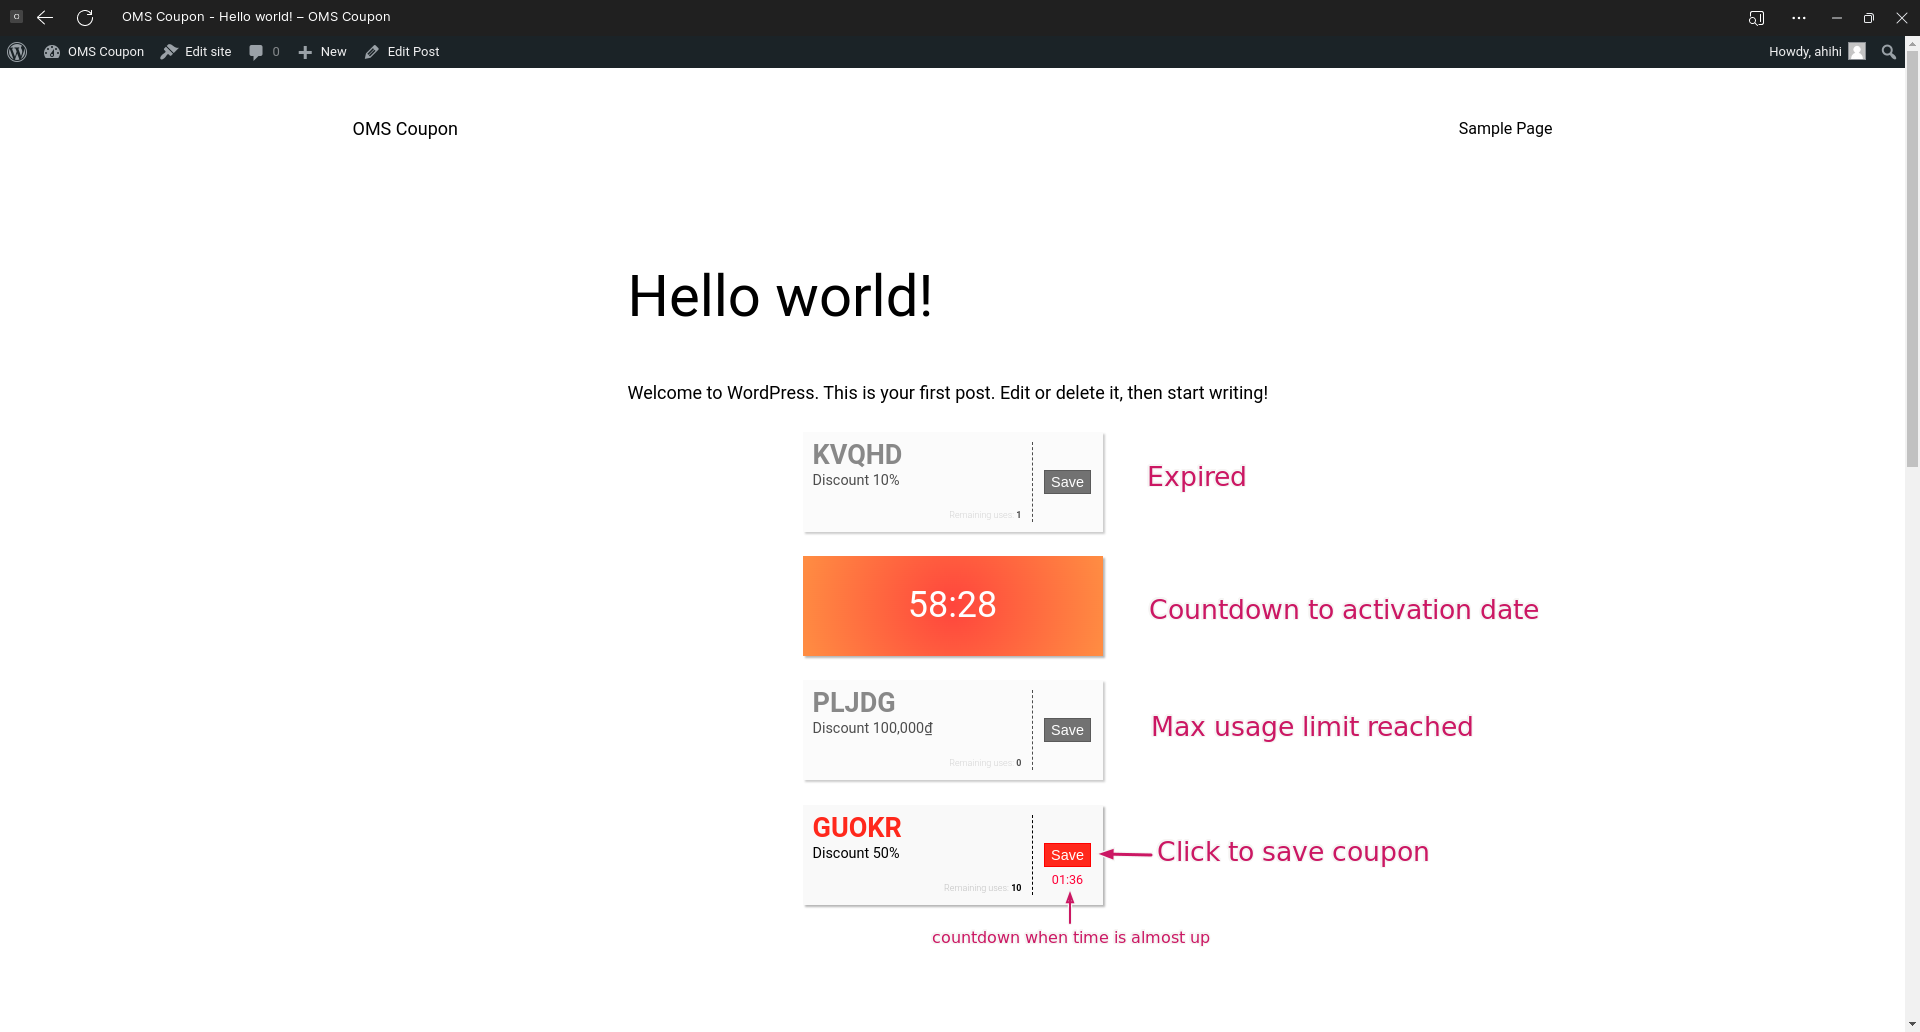 OMS Coupon - Hello world! – OMS Coupon
OMS Coupon
Edit site
0
New
Edit Post
Howdy, ahihi
OMS Coupon
Sample Page
Hello world!
Welcome to WordPress. This is your first post. Edit or delete it, then start writing!
KVQHD
Discount 10%
Save
Remaining uses: 1
Expired
58:28
Countdown to activation date
PLJDG
Discount 100,000₫
Save
Remaining uses: 0
Max usage limit reached
GUOKR
Discount 50%
Save
01:36
Remaining uses: 10
Click to save coupon
countdown when time is almost up